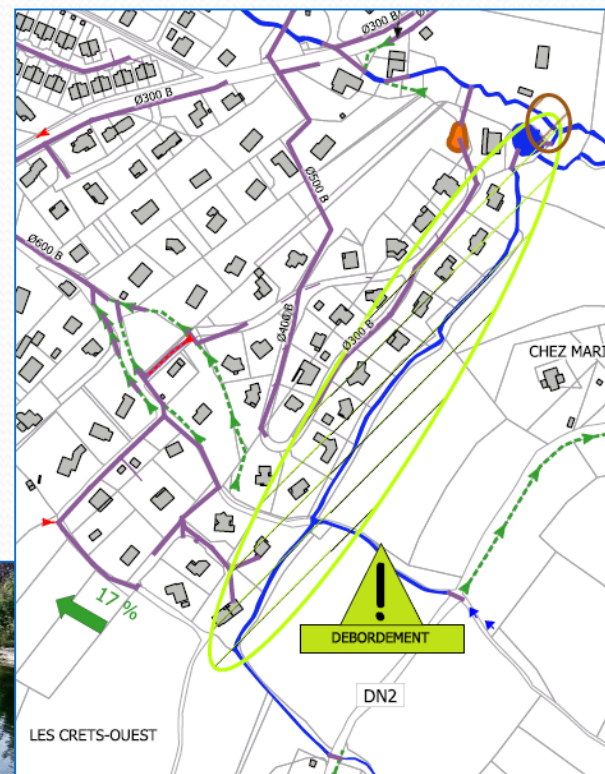 Ø300 B
Ø
Ø300 B
Ø500 B
Ø600 B
Ø400 B
Ø300 B
CHEZ MARI
17 %
!
DEBORDEMENT
DN2
LES CRETS-OUEST